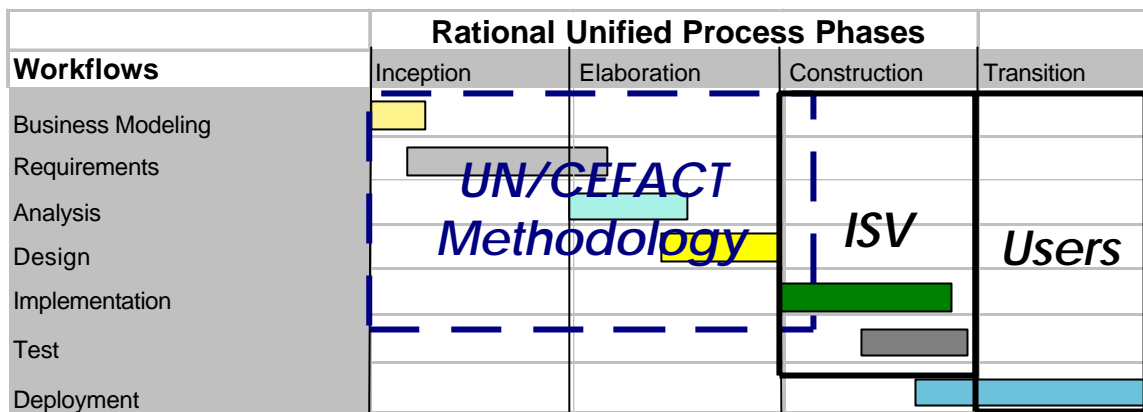 Rational Unified Process Phases
Workflows
Inception
Elaboration
Construction
Transition
Business Modeling
Requirements
Analysis
Design
Implementation
Test
Deployment
UN/CEFACT
Methodology
ISV
Users